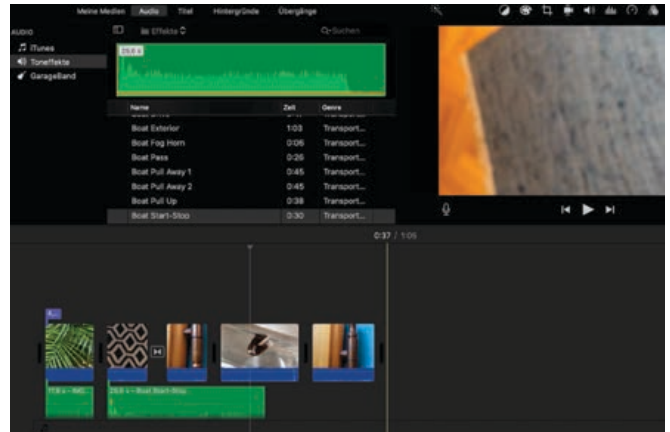 Meine Medien Audio Titel Hintergründe Übergänge
AUDIO
iTunes
Toneffekte
GarageBand
Effekte
Suchen
29,6 s
Name Zeit Genre
Boat Exterior 1:03 Transport...
Boat Fog Horn 0:06 Transport...
Boat Pass 0:26 Transport...
Boat Pull Away 1 0:45 Transport...
Boat Pull Away 2 0:45 Transport...
Boat Pull Up 0:38 Transport...
Boat Start-Stop 0:30 Transport...
0:37 / 1:05
4...
29,6 s – Boat Start-Stop